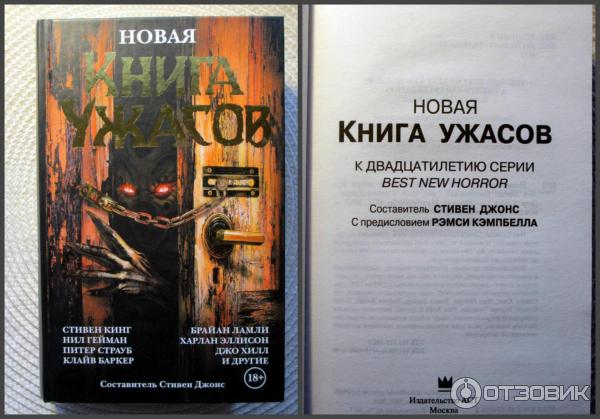 НОВАЯ
КНИГА
УЖАСОВ
СТИВЕН КИНГ
НИЛ ГЕЙМАН
ПИТЕР СТРАУБ
КЛАЙВ БАРКЕР
БРАЙАН ЛАМЛИ
ХАРЛАН ЭЛЛИСОН
ДЖО ХИЛЛ
И ДРУГИЕ
Составитель Стивен Джонс
18+
НОВАЯ
КНИГА УЖАСОВ
К ДВАДЦАТИЛЕТИЮ СЕРИИ
BEST NEW HORROR
Составитель СТИВЕН ДЖОНС
С предисловием РЭМСИ КЭМПБЕЛЛА
Издательство АСТ
Москва
ОТЗОВИК